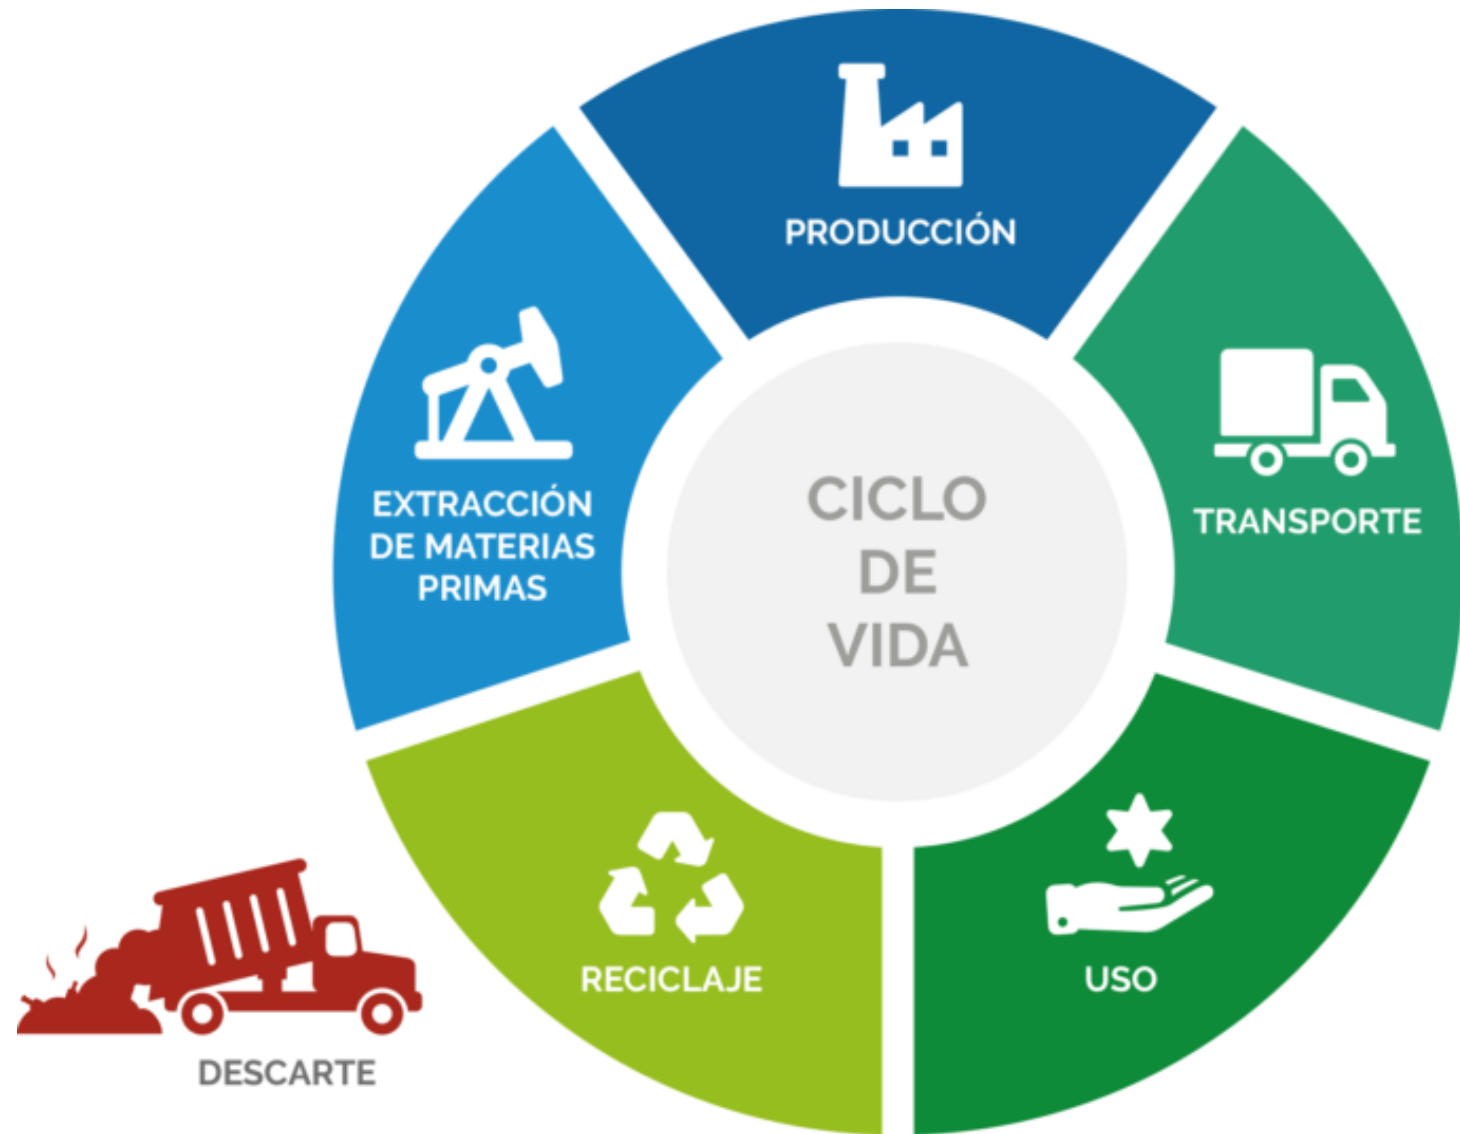 PRODUCCIÓN
TRANSPORTE
USO
RECICLAJE
EXTRACCIÓN
DE MATERIAS
PRIMAS
CICLO
DE
VIDA
DESCARTE